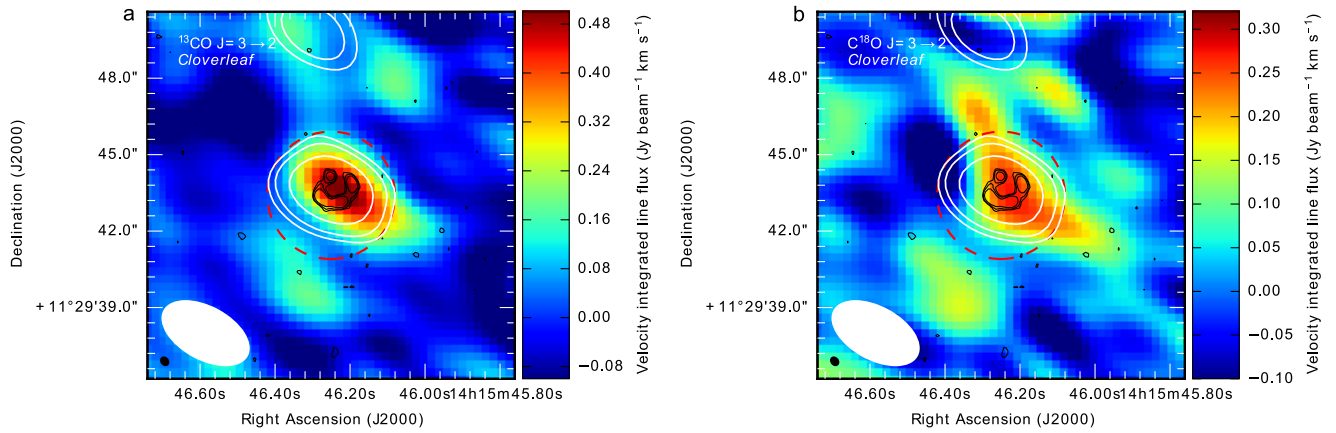 a
¹³CO J= 3 → 2
Cloverleaf
48.0"
45.0"
42.0"
+ 11°29'39.0"
Declination (J2000)
46.60s 46.40s 46.20s 46.00s14h15m45.80s
Right Ascension (J2000)
0.48
0.40
0.32
0.24
0.16
0.08
0.00
−0.08
Velocity integrated line flux (Jy beam⁻¹ km s⁻¹)
b
C¹⁸O J= 3 → 2
Cloverleaf
48.0"
45.0"
42.0"
+ 11°29'39.0"
Declination (J2000)
46.60s 46.40s 46.20s 46.00s14h15m45.80s
Right Ascension (J2000)
0.30
0.25
0.20
0.15
0.10
0.05
0.00
−0.05
−0.10
Velocity integrated line flux (Jy beam⁻¹ km s⁻¹)